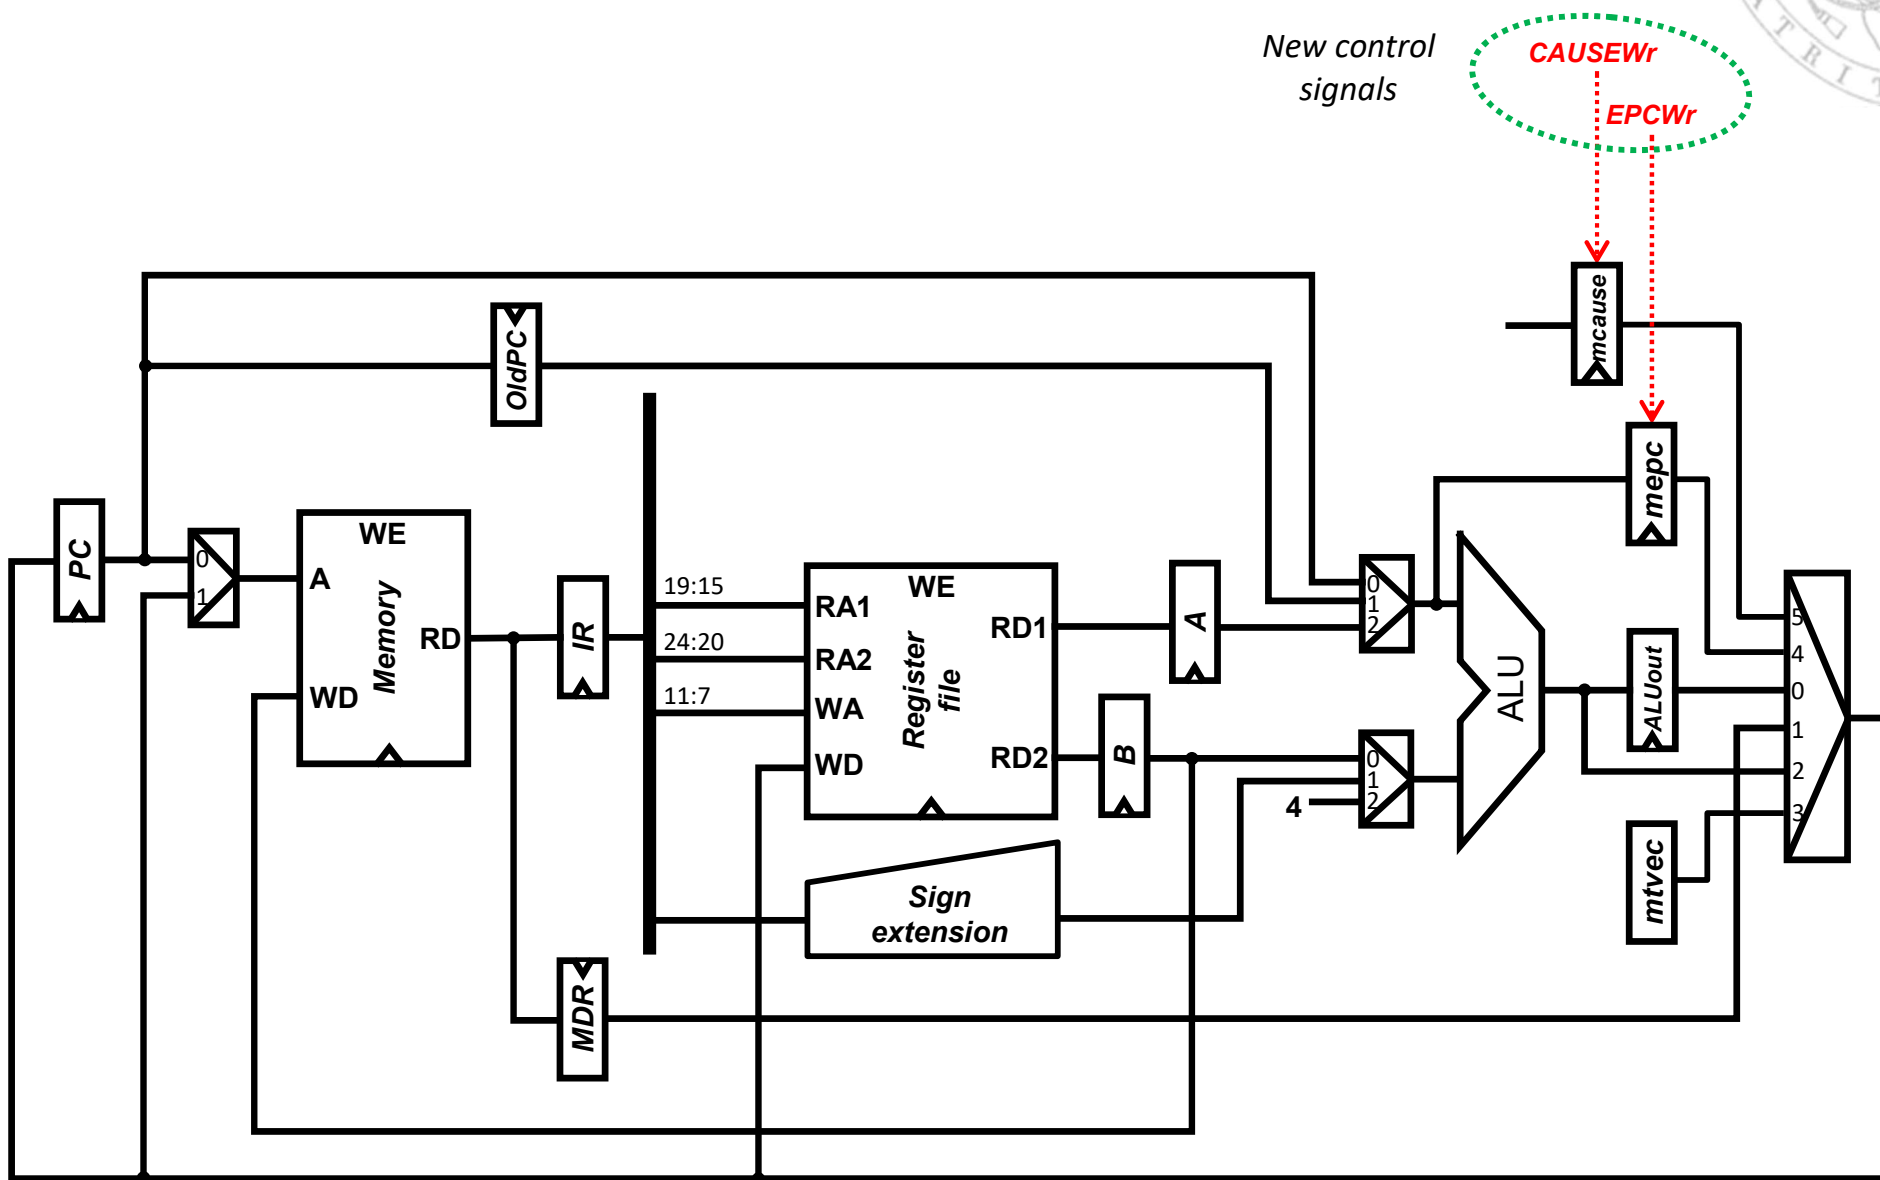 New control
signals
CAUSEWr
EPCWr
mcause
OldPC
mepc
PC
0
1
WE
A
Memory
RD
WD
IR
19:15
24:20
11:7
WE
RA1
RA2
WA
WD
Register
file
RD1
RD2
A
B
0
1
2
0
1
2
4
ALU
ALUout
5
4
0
1
2
3
mtvec
Sign
extension
MDR
A T R I T